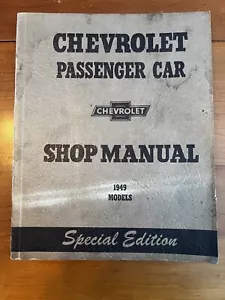 CHEVROLET
PASSENGER CAR
CHEVROLET
SHOP MANUAL
1949
MODELS
Special Edition